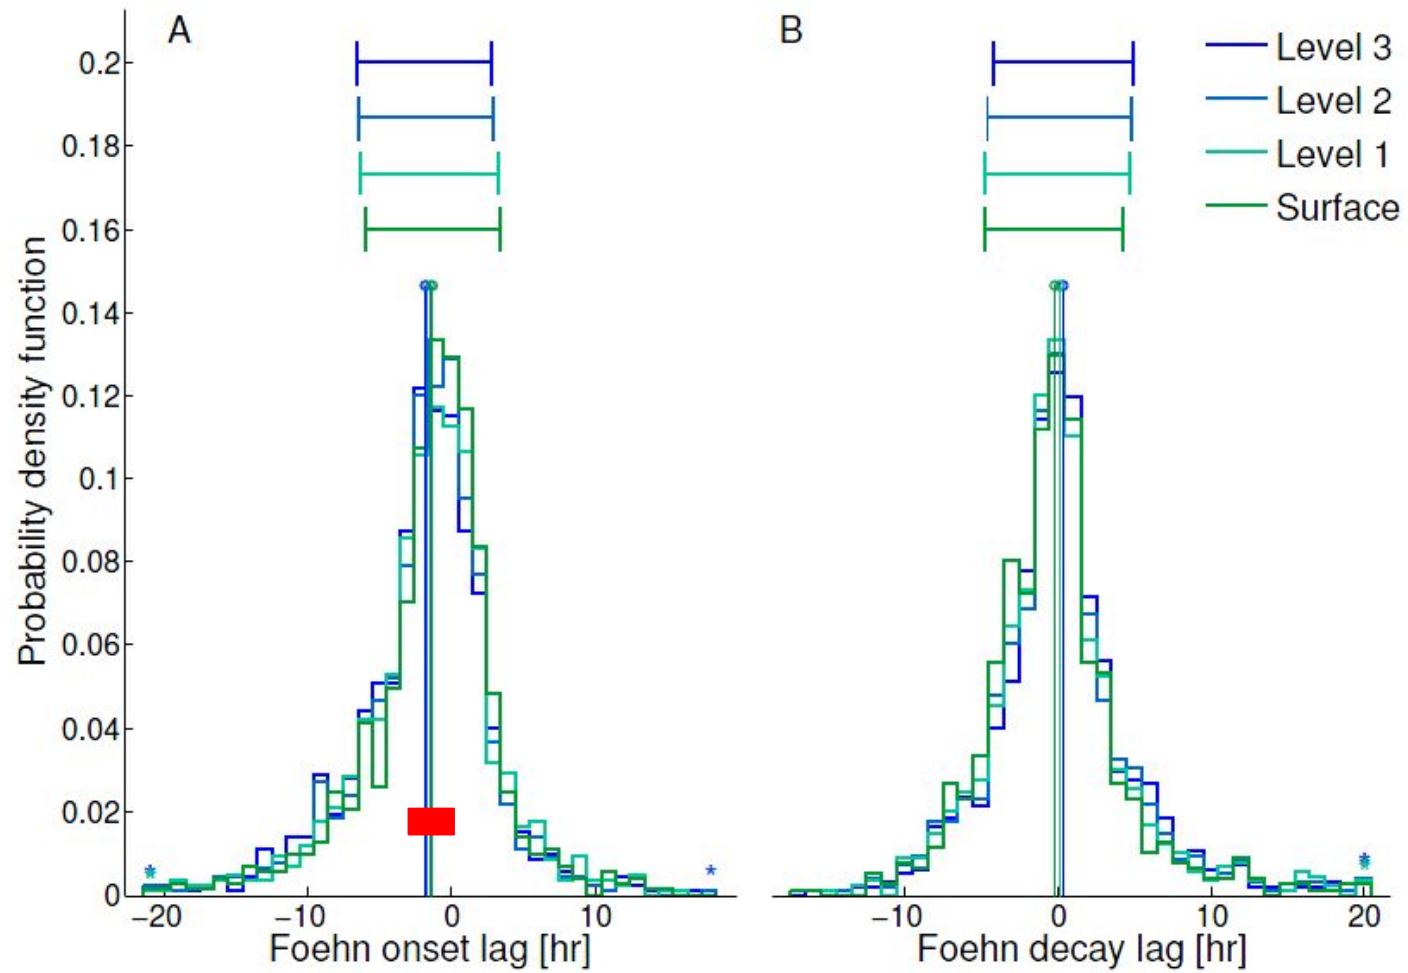 A
B
Level 3
Level 2
Level 1
Surface
Probability density function
0.2
0.18
0.16
0.14
0.12
0.1
0.08
0.06
0.04
0.02
0
−20
−10
0
10
−10
0
10
20
Foehn onset lag [hr]
Foehn decay lag [hr]